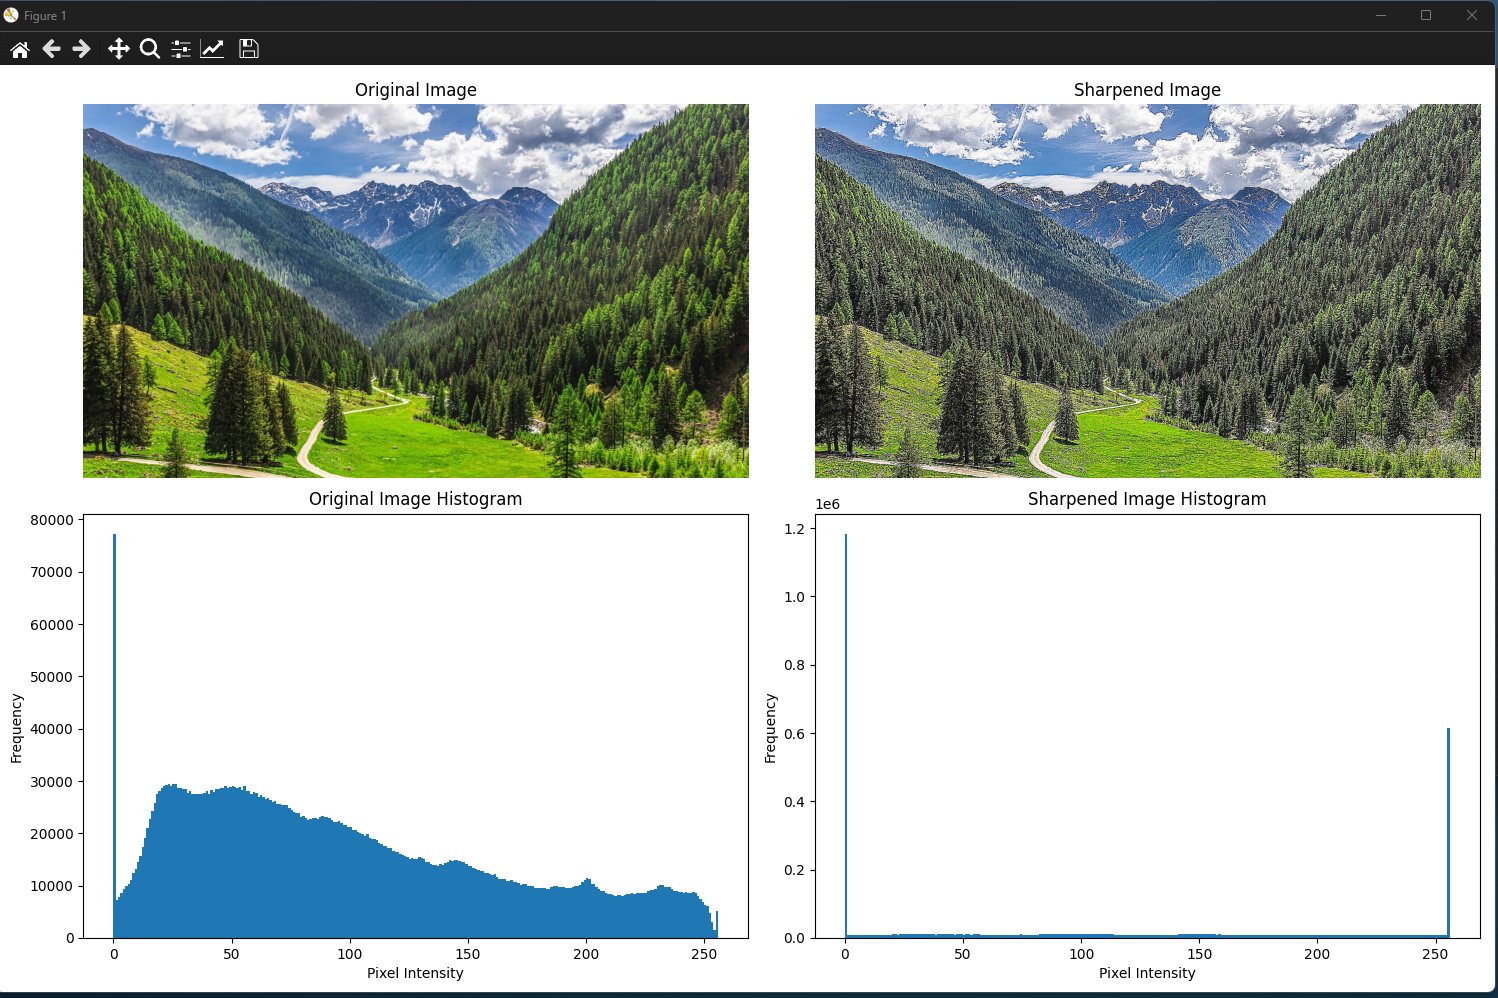 Figure 1
Original Image
Sharpened Image
Original Image Histogram
Sharpened Image Histogram
80000
70000
60000
50000
40000
30000
20000
10000
0
Frequency
0 50 100 150 200 250
Pixel Intensity
1e6
1.2
1.0
0.8
0.6
0.4
0.2
0.0
Frequency
0 50 100 150 200 250
Pixel Intensity